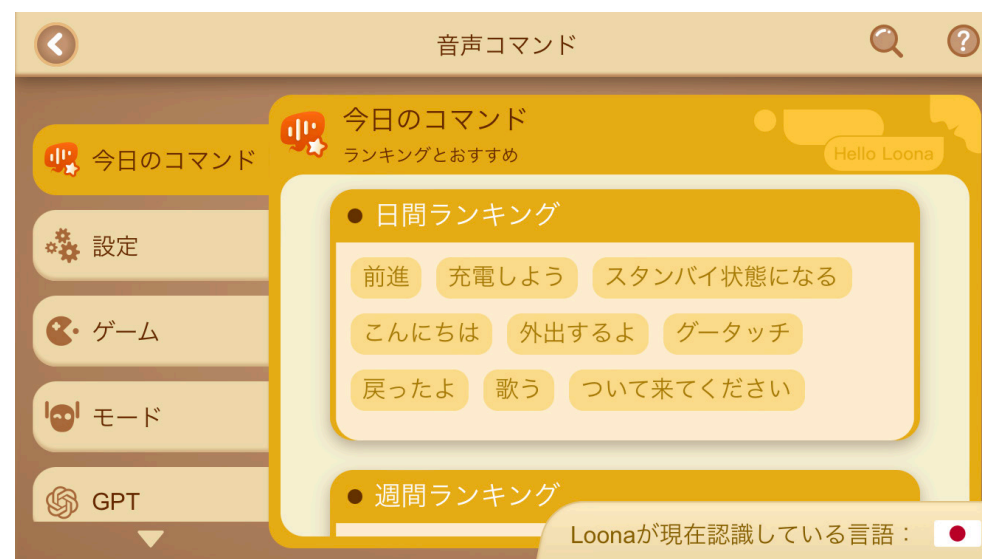 音声コマンド
今日のコマンド
設定
ゲーム
モード
GPT
今日のコマンド
ランキングとおすすめ
Hello Loona
日間ランキング
前進 充電しよう スタンバイ状態になる
こんにちは 外出するよ グータッチ
戻ったよ 歌う ついて来てください
週間ランキング
Loonaが現在認識している言語：